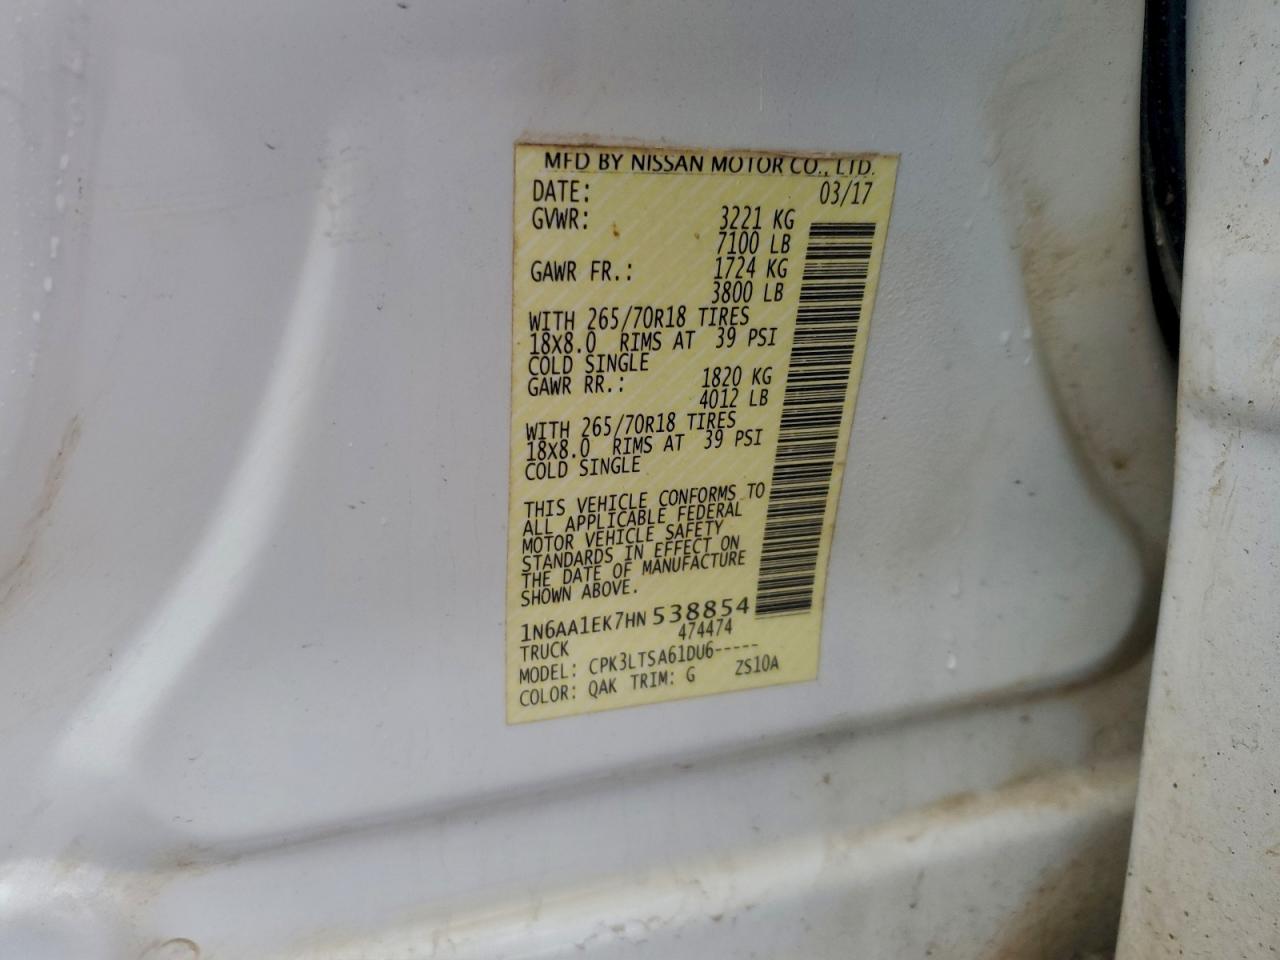 MFD BY NISSAN MOTOR CO., LTD.
DATE: 03/17
GVWR: 3221 KG
7100 LB
GAWR FR.: 1724 KG
3800 LB
WITH 265/70R18 TIRES
18X8.0 RIMS AT 39 PSI
COLD SINGLE
GAWR RR.: 1820 KG
4012 LB
WITH 265/70R18 TIRES
18X8.0 RIMS AT 39 PSI
COLD SINGLE
THIS VEHICLE CONFORMS TO
ALL APPLICABLE FEDERAL
MOTOR VEHICLE SAFETY
STANDARDS IN EFFECT ON
THE DATE OF MANUFACTURE
SHOWN ABOVE.
1N6AA1EK7HN538854
TRUCK 474474
MODEL: CPK3LTSA61DU6-----
COLOR: QAK TRIM: G ZS10A